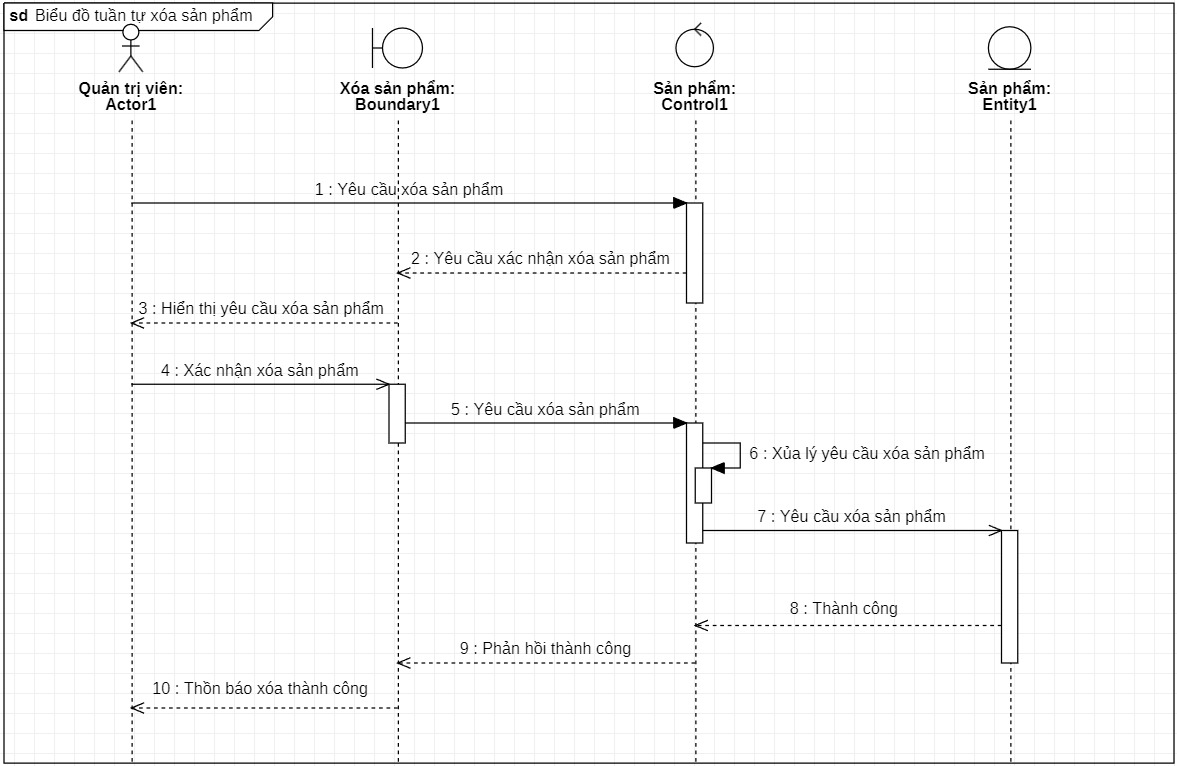 sd Biểu đồ tuần tự xóa sản phẩm
Quản trị viên:
Actor1
Xóa sản phẩm:
Boundary1
Sản phẩm:
Control1
Sản phẩm:
Entity1
1 : Yêu cầu xóa sản phẩm
2 : Yêu cầu xác nhận xóa sản phẩm
3 : Hiển thị yêu cầu xóa sản phẩm
4 : Xác nhận xóa sản phẩm
5 : Yêu cầu xóa sản phẩm
6 : Xủa lý yêu cầu xóa sản phẩm
7 : Yêu cầu xóa sản phẩm
8 : Thành công
9 : Phản hồi thành công
10 : Thồn báo xóa thành công